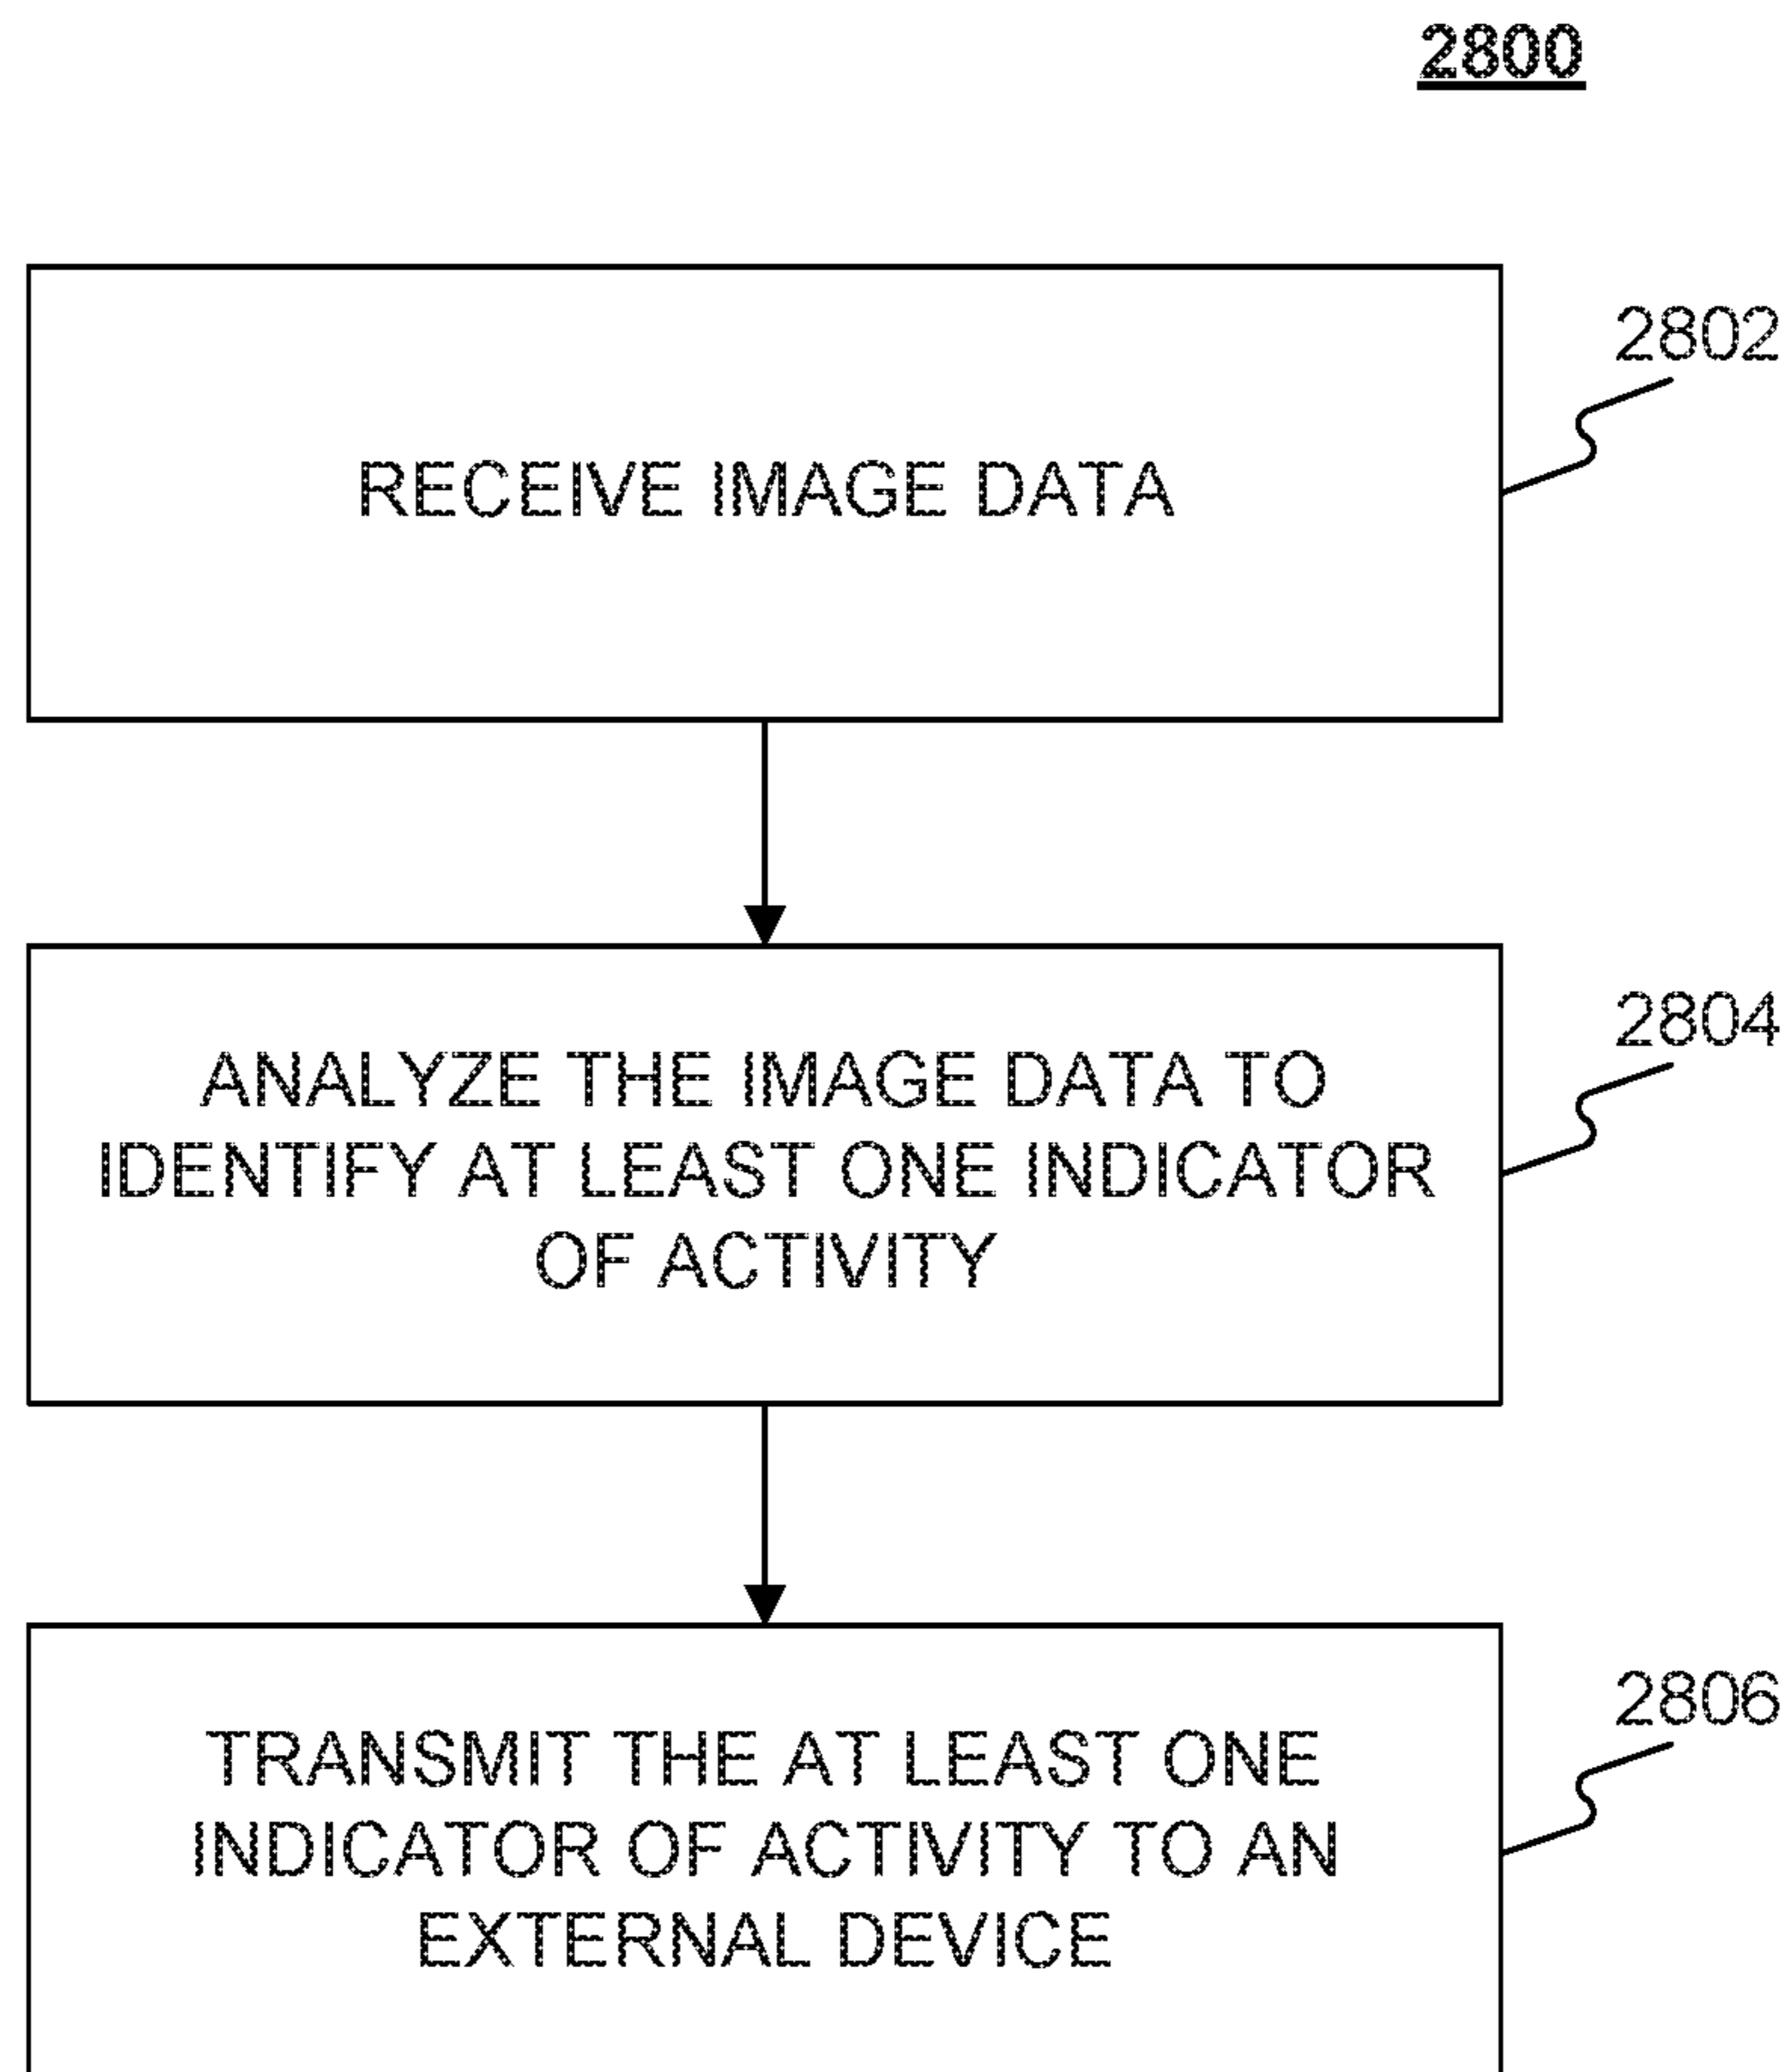 2800
2802
RECEIVE IMAGE DATA
2804
ANALYZE THE IMAGE DATA TO
IDENTIFY AT LEAST ONE INDICATOR
OF ACTIVITY
2806
TRANSMIT THE AT LEAST ONE
INDICATOR OF ACTIVITY TO AN
EXTERNAL DEVICE